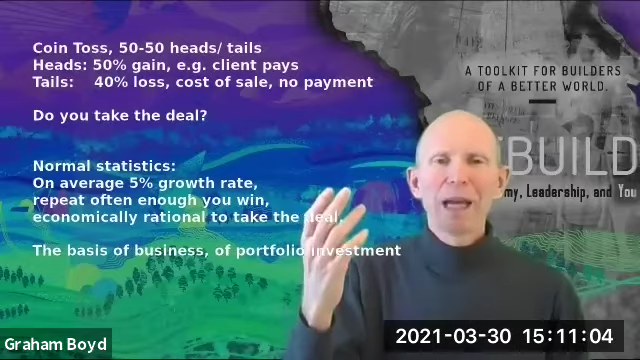 Coin Toss, 50-50 heads/ tails
Heads: 50% gain, e.g. client pays
Tails: 40% loss, cost of sale, no payment
Do you take the deal?
Normal statistics:
On average 5% growth rate,
repeat often enough you win,
economically rational to take the deal.
The basis of business, of portfolio investment
A TOOLKIT FOR BUILDERS
OF A BETTER WORLD.
BUILD
my, Leadership, and You
Graham Boyd
2021-03-30 15:11:04